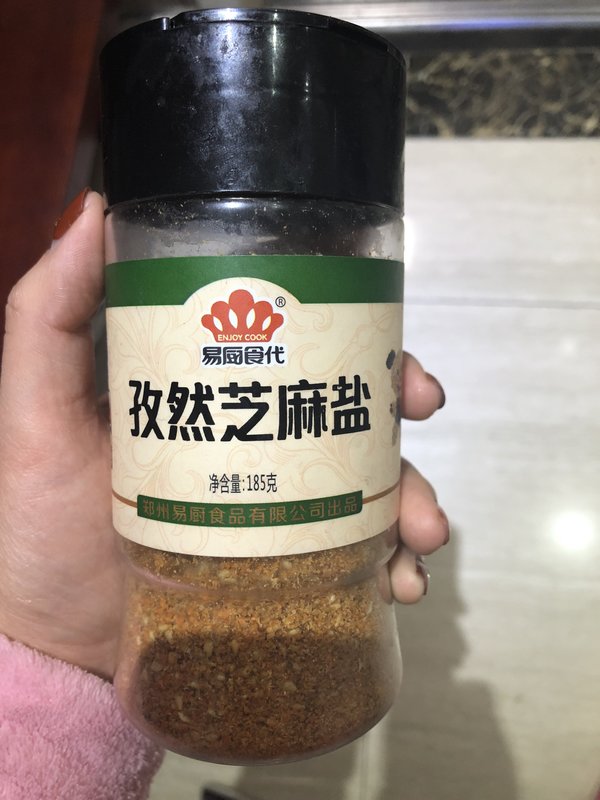 ®
ENJOY COOK
易厨食代
孜然芝麻盐
净含量:185克
郑州易厨食品有限公司出品